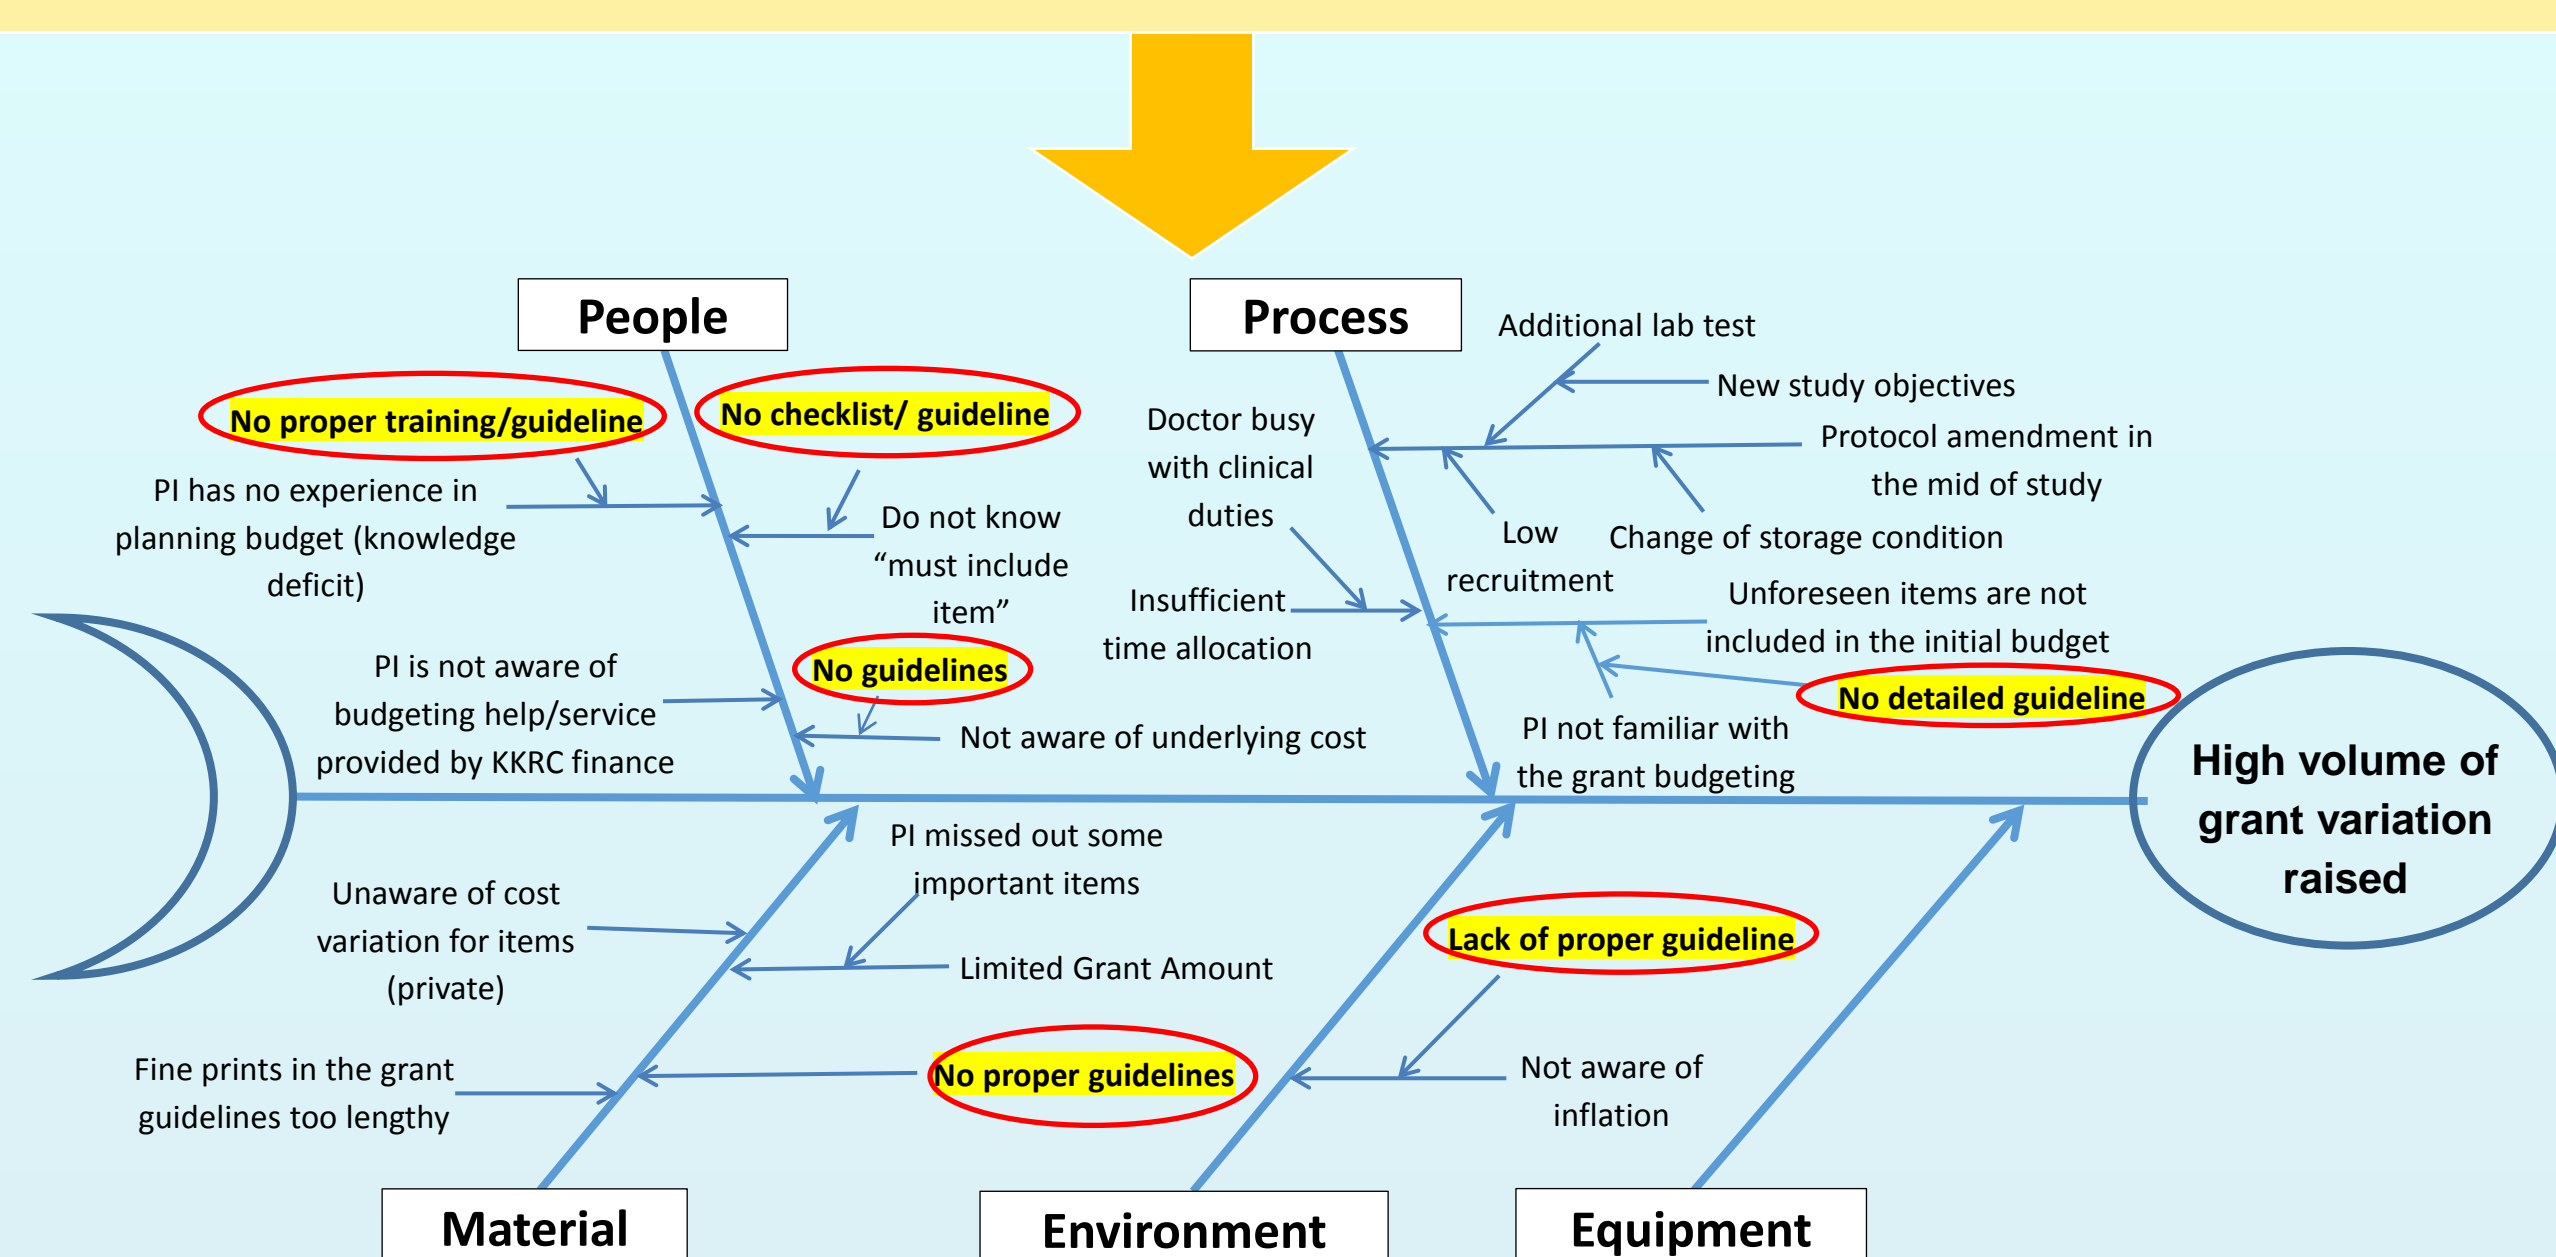 People
Process
Additional lab test
New study objectives
No proper training/guideline
No checklist/ guideline
Doctor busy
with clinical
duties
Protocol amendment in
the mid of study
PI has no experience in
planning budget (knowledge
deficit)
Do not know
“must include
item”
Low
recruitment
Change of storage condition
Insufficient
time allocation
Unforeseen items are not
included in the initial budget
PI is not aware of
budgeting help/service
provided by KKRC finance
No guidelines
Not aware of underlying cost
No detailed guideline
PI not familiar with
the grant budgeting
High volume of
grant variation
raised
PI missed out some
important items
Unaware of cost
variation for items
(private)
Limited Grant Amount
Lack of proper guideline
Fine prints in the grant
guidelines too lengthy
No proper guidelines
Not aware of
inflation
Material
Environment
Equipment